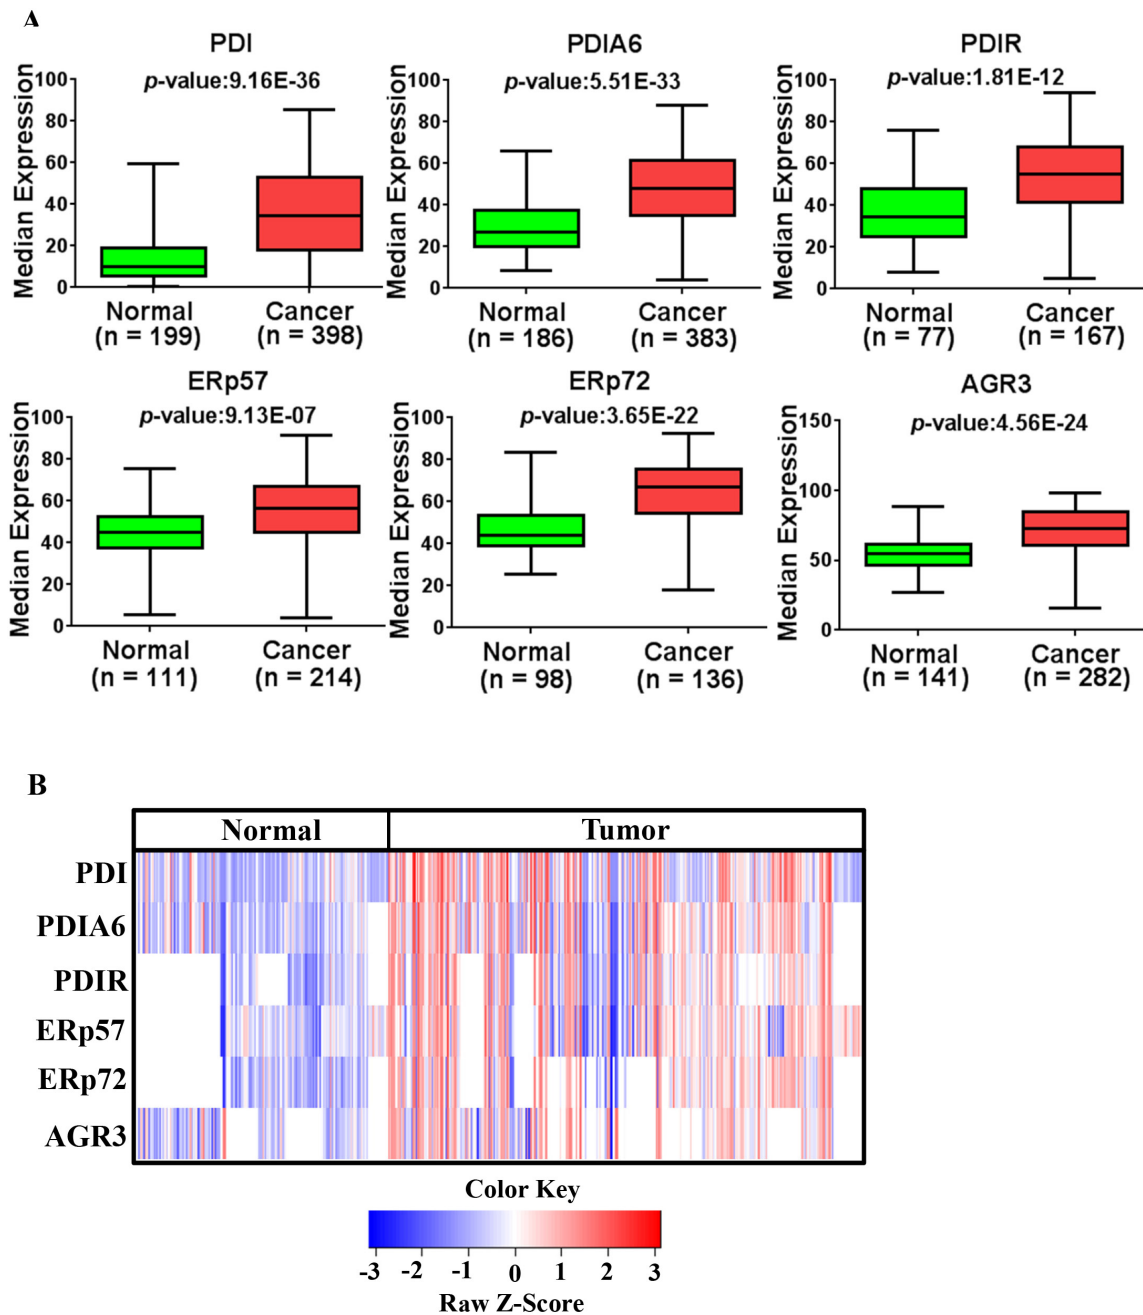 A
PDI
PDIA6
PDIR
p-value:9.16E-36
p-value:5.51E-33
p-value:1.81E-12
Median Expression
100
80
60
40
20
0
Median Expression
100
80
60
40
20
0
Median Expression
100
80
60
40
20
0
Normal
(n = 199)
Cancer
(n = 398)
Normal
(n = 186)
Cancer
(n = 383)
Normal
(n = 77)
Cancer
(n = 167)
ERp57
ERp72
AGR3
p-value:9.13E-07
p-value:3.65E-22
p-value:4.56E-24
Median Expression
100
80
60
40
20
0
Median Expression
100
80
60
40
20
0
Median Expression
150
100
50
0
Normal
(n = 111)
Cancer
(n = 214)
Normal
(n = 98)
Cancer
(n = 136)
Normal
(n = 141)
Cancer
(n = 282)
B
Normal
Tumor
PDI
PDIA6
PDIR
ERp57
ERp72
AGR3
Color Key
-3 -2 -1 0 1 2 3
Raw Z-Score